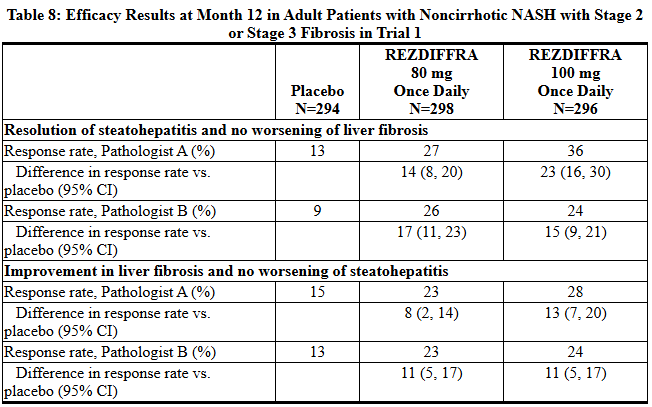 Table 8: Efficacy Results at Month 12 in Adult Patients with Noncirrhotic NASH with Stage 2
or Stage 3 Fibrosis in Trial 1
Placebo
N=294
REZDIFFRA
80 mg
Once Daily
N=298
REZDIFFRA
100 mg
Once Daily
N=296
Resolution of steatohepatitis and no worsening of liver fibrosis
Response rate, Pathologist A (%) 13 27 36
Difference in response rate vs. 14 (8, 20) 23 (16, 30)
placebo (95% CI)
Response rate, Pathologist B (%) 9 26 24
Difference in response rate vs. 17 (11, 23) 15 (9, 21)
placebo (95% CI)
Improvement in liver fibrosis and no worsening of steatohepatitis
Response rate, Pathologist A (%) 15 23 28
Difference in response rate vs. 8 (2, 14) 13 (7, 20)
placebo (95% CI)
Response rate, Pathologist B (%) 13 23 24
Difference in response rate vs. 11 (5, 17) 11 (5, 17)
placebo (95% CI)